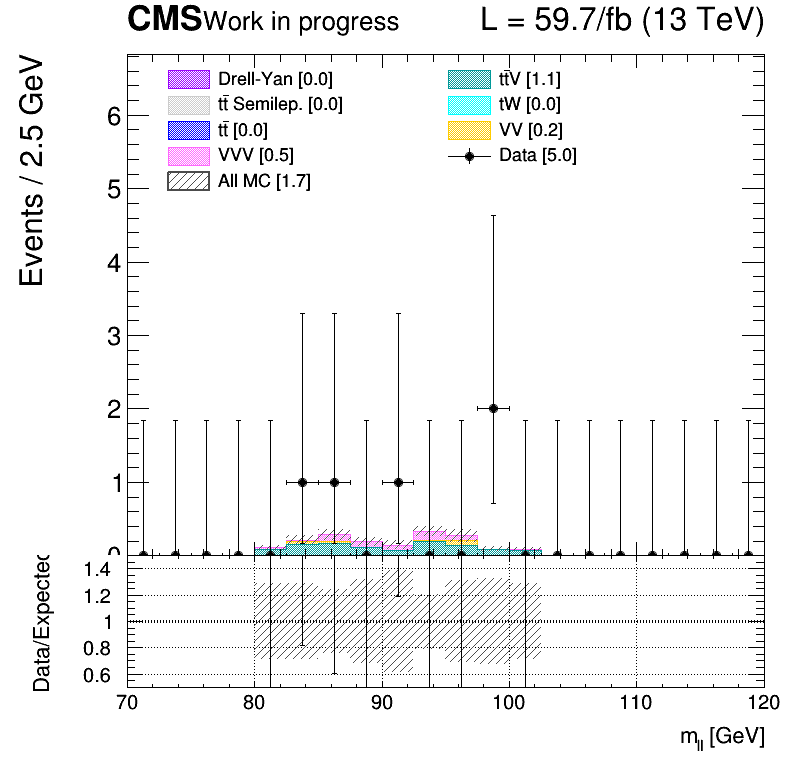 CMS Work in progress L = 59.7/fb (13 TeV)
Events / 2.5 GeV
Drell-Yan [0.0]
tt̄ Semilep. [0.0]
tt̄ [0.0]
VVV [0.5]
All MC [1.7]
tt̄V [1.1]
tW [0.0]
VV [0.2]
Data [5.0]
6
5
4
3
2
1
0
Data/Expected
1.4
1.2
1
0.8
0.6
70 80 90 100 110 120
m_ll [GeV]